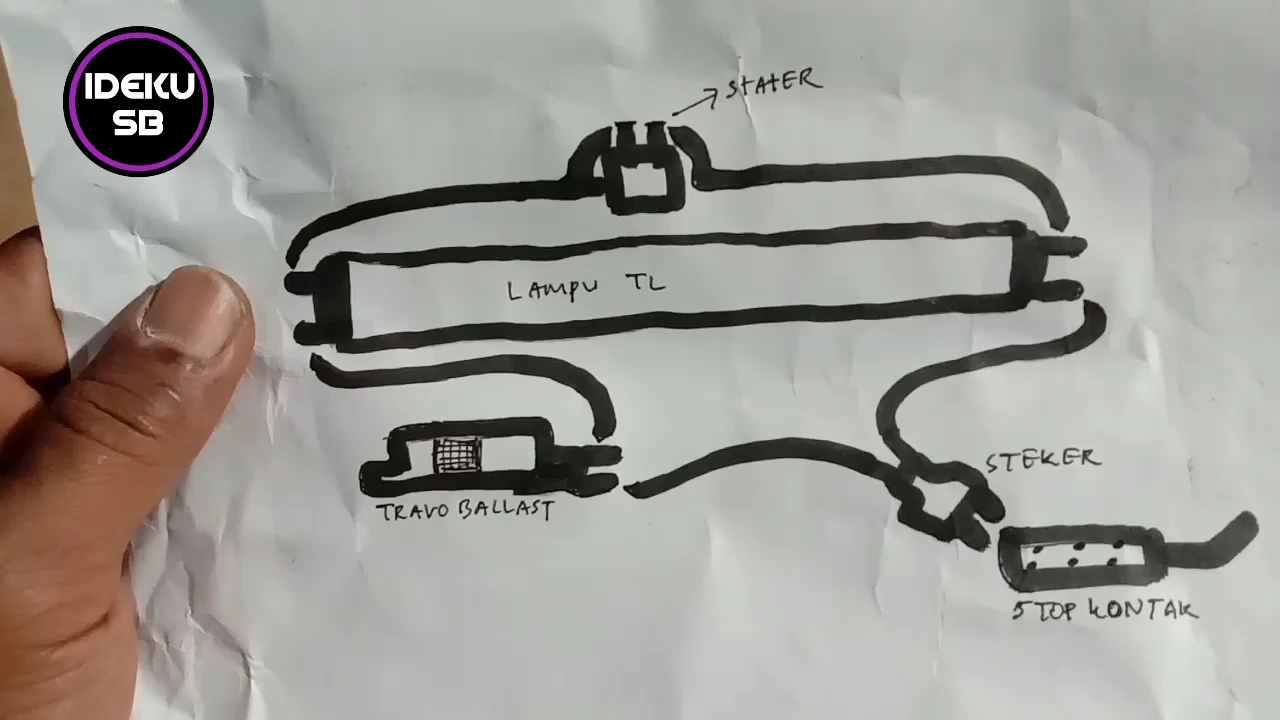 IDEKU
SB
STATER
LAMPU TL
STEKER
TRAVO BALLAST
STOP KONTAK